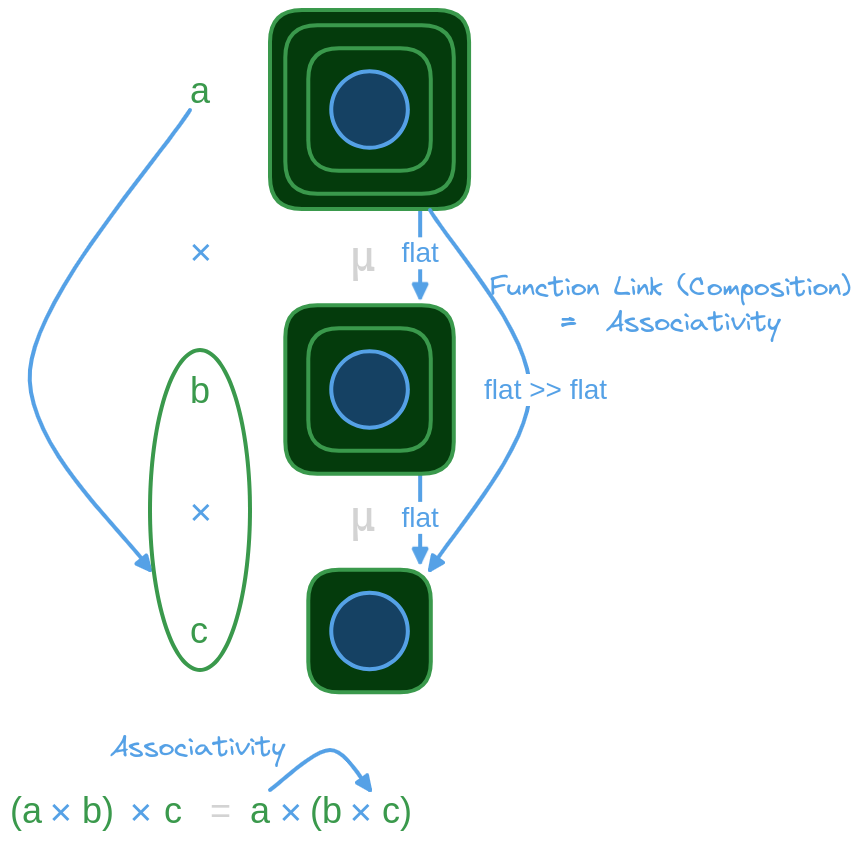 a
×
μ flat
Function Link (Composition)
= Associativity
b
flat >> flat
×
μ flat
c
Associativity
(a × b) × c = a × (b × c)